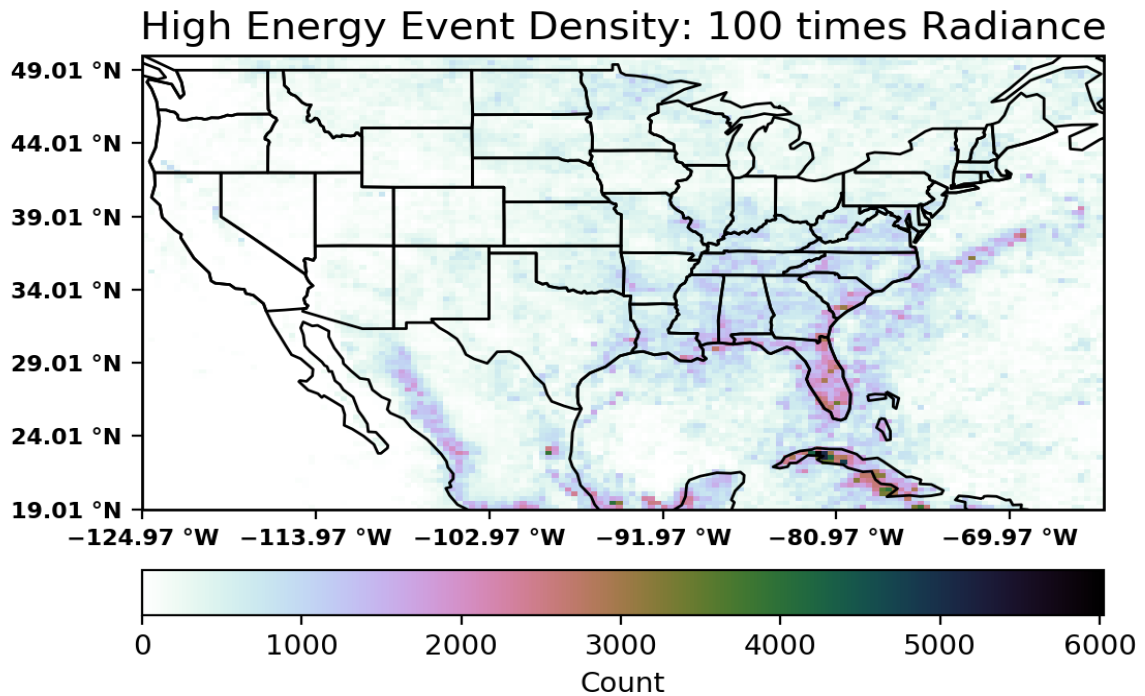 High Energy Event Density: 100 times Radiance
49.01 °N
44.01 °N
39.01 °N
34.01 °N
29.01 °N
24.01 °N
19.01 °N
−124.97 °W −113.97 °W −102.97 °W −91.97 °W −80.97 °W −69.97 °W
0 1000 2000 3000 4000 5000 6000
Count